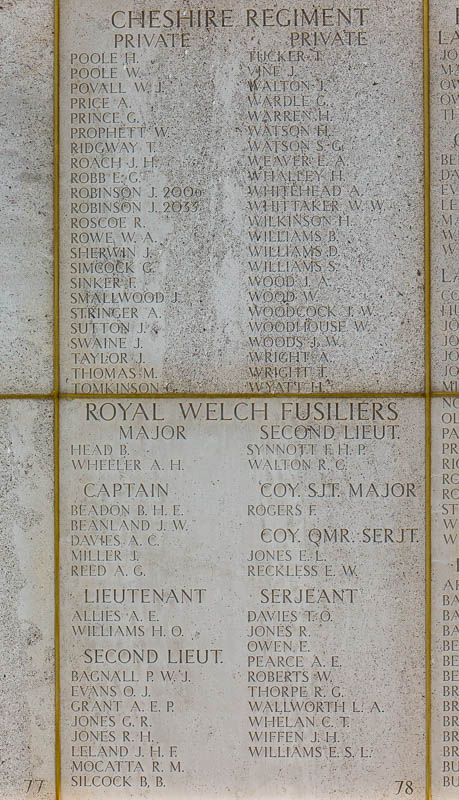 CHESHIRE REGIMENT
PRIVATE
POOLE H.
POOLE W.
POVALL W. J.
PRICE A.
PRINCE G.
PROPHETT W.
RIDGWAY T.
ROACH J. H.
ROBB E. G.
ROBINSON J. 2006
ROBINSON J. 2033
ROSCOE R.
ROWE W. A.
SHERWIN J.
SIMCOCK G.
SINKER F.
SMALLWOOD J.
STRINGER A.
SUTTON J.
SWAINE J.
TAYLOR J.
THOMAS M.
TOMKINSON G.
PRIVATE
TUCKER T.
VINE J.
WALTON J.
WARDLE G.
WARREN H.
WATSON H.
WATSON S. G.
WEAVER E. A.
WHALLEY H.
WHITEHEAD A.
WHITTAKER W. W.
WILKINSON H.
WILLIAMS B.
WILLIAMS D.
WILLIAMS S.
WOOD J. A.
WOOD W.
WOODCOCK J. W.
WOODHOUSE W.
WOODS J. W.
WRIGHT A.
WRIGHT T.
WYATT H.
ROYAL WELCH FUSILIERS
MAJOR
HEAD B.
WHEELER A. H.
CAPTAIN
BEADON B. H. E.
BEANLAND J. W.
DAVIES A. C.
MILLER J.
REED A. G.
LIEUTENANT
ALLIES A. E.
WILLIAMS H. O.
SECOND LIEUT.
BAGNALL P. W. J.
EVANS O. J.
GRANT A. E. P.
JONES G. R.
JONES R. H.
LELAND J. H. F.
MOCATTA R. M.
SILCOCK B. B.
SECOND LIEUT.
SYNNOTT F. H. P.
WALTON R. C.
COY. SJT. MAJOR
ROGERS F.
COY. QMR. SERJT.
JONES E. L.
RECKLESS E. W.
SERJEANT
DAVIES T. O.
JONES R.
OWEN E.
PEARCE A. E.
ROBERTS W.
THORPE R. G.
WALLWORTH L. A.
WHELAN C. T.
WIFFEN J. H.
WILLIAMS E. S. L.
77
78